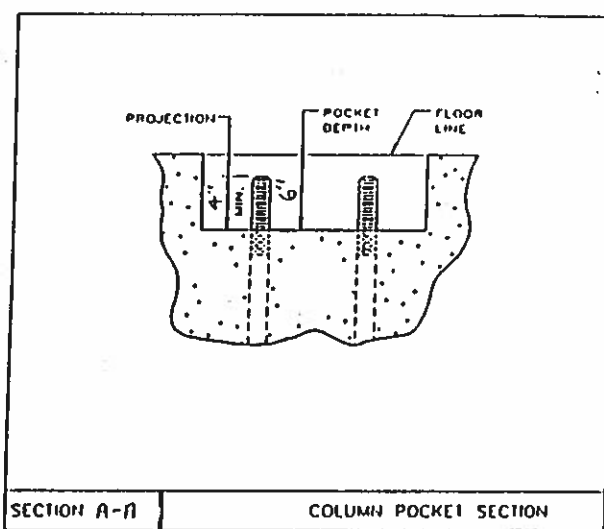 PROJECTION
POCKET
DEPTH
FLOOR
LINE
4"
MIN.
6"
SECTION A-A
COLUMN POCKET SECTION